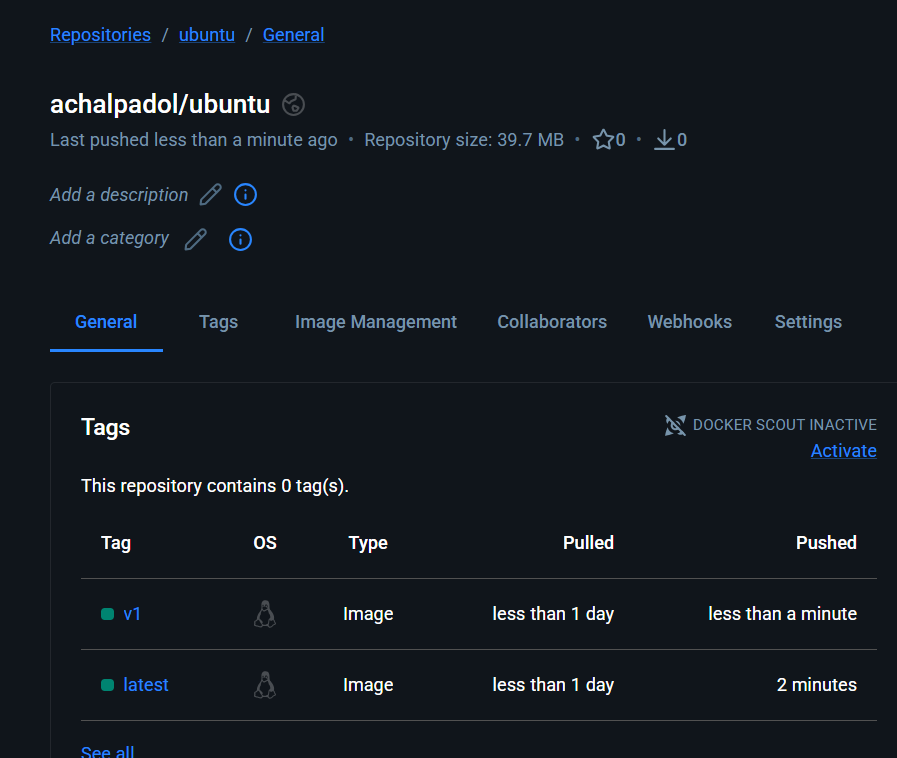 Repositories / ubuntu / General
achalpadol/ubuntu
Last pushed less than a minute ago • Repository size: 39.7 MB • 0 • 0
Add a description
Add a category
General Tags Image Management Collaborators Webhooks Settings
Tags DOCKER SCOUT INACTIVE
Activate
This repository contains 0 tag(s).
Tag OS Type Pulled Pushed
v1 Image less than 1 day less than a minute
latest Image less than 1 day 2 minutes
See all